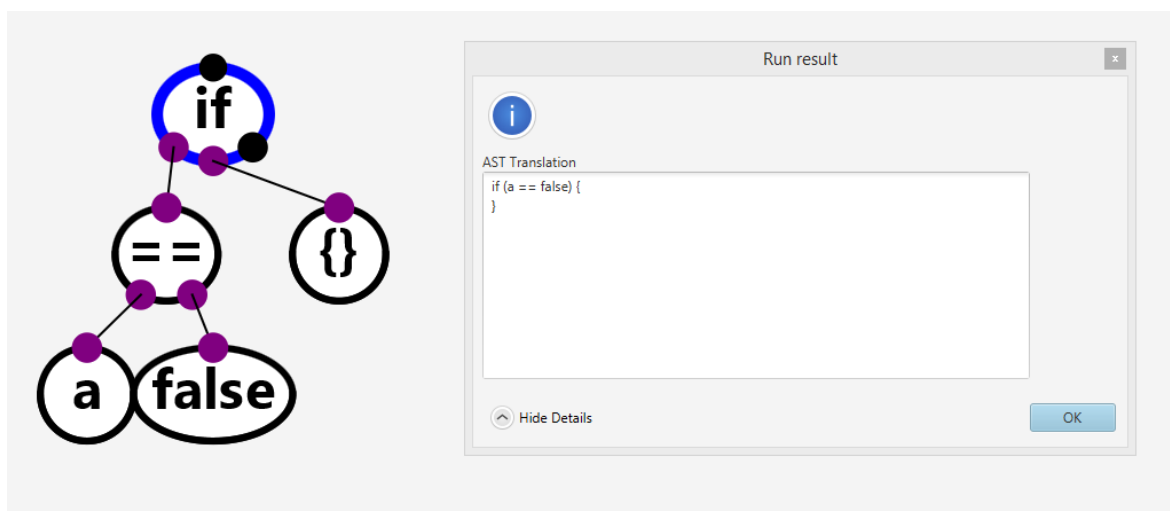 if
==
{}
a
false
Run result
x
i
AST Translation
if (a == false) {
}
Hide Details
OK